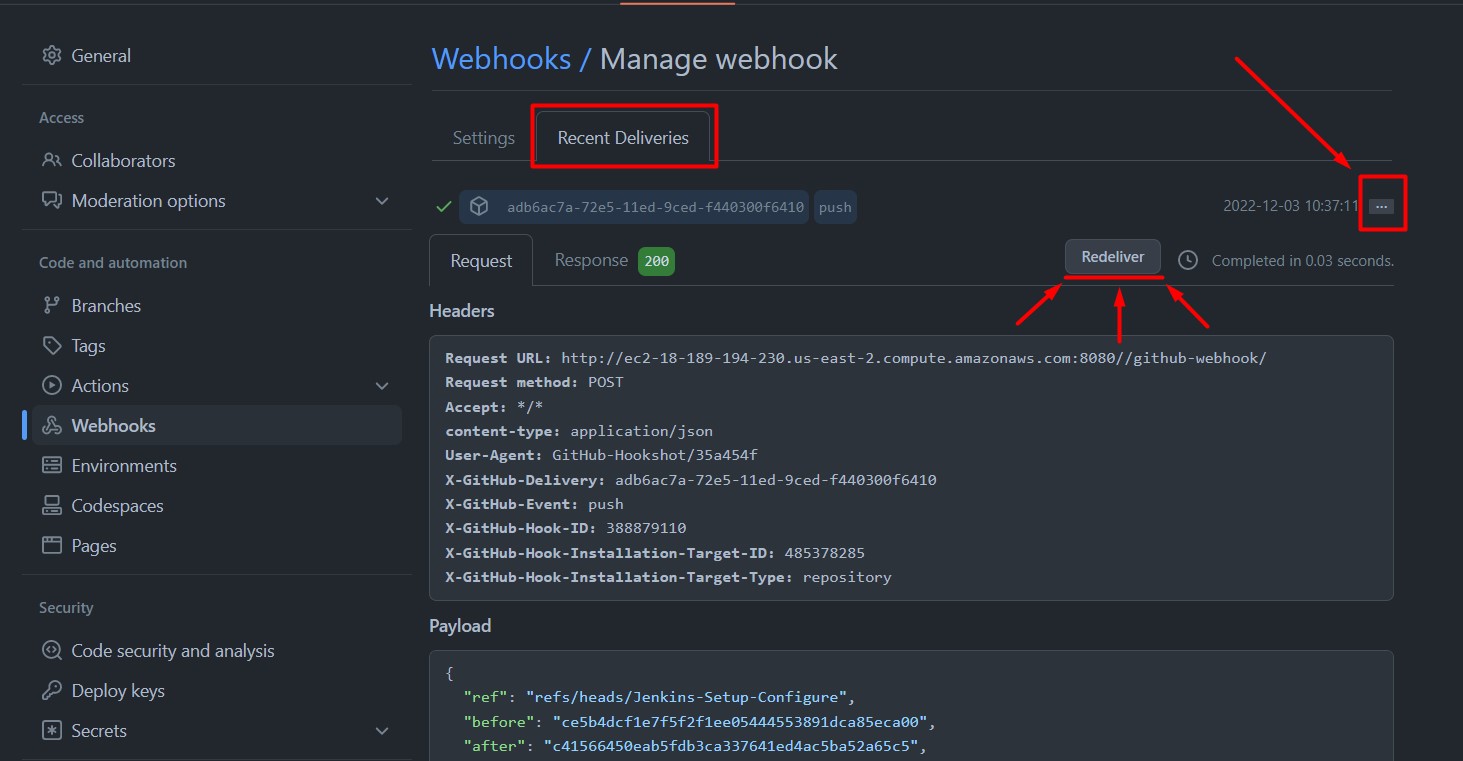 General
Access
Collaborators
Moderation options
Code and automation
Branches
Tags
Actions
Webhooks
Environments
Codespaces
Pages
Security
Code security and analysis
Deploy keys
Secrets
Webhooks / Manage webhook
Settings Recent Deliveries
adb6ac7a-72e5-11ed-9ced-f440300f6410 push 2022-12-03 10:37:11 ...
Request Response 200 Redeliver Completed in 0.03 seconds.
Headers
Request URL: http://ec2-18-189-194-230.us-east-2.compute.amazonaws.com:8080//github-webhook/
Request method: POST
Accept: */*
content-type: application/json
User-Agent: GitHub-Hookshot/35a454f
X-GitHub-Delivery: adb6ac7a-72e5-11ed-9ced-f440300f6410
X-GitHub-Event: push
X-GitHub-Hook-ID: 388879110
X-GitHub-Hook-Installation-Target-ID: 485378285
X-GitHub-Hook-Installation-Target-Type: repository
Payload
{
"ref": "refs/heads/Jenkins-Setup-Configure",
"before": "ce5b4dcf1e7f5f2f1ee05444553891dca85eca00",
"after": "c41566450eab5fdb3ca337641ed4ac5ba52a65c5",